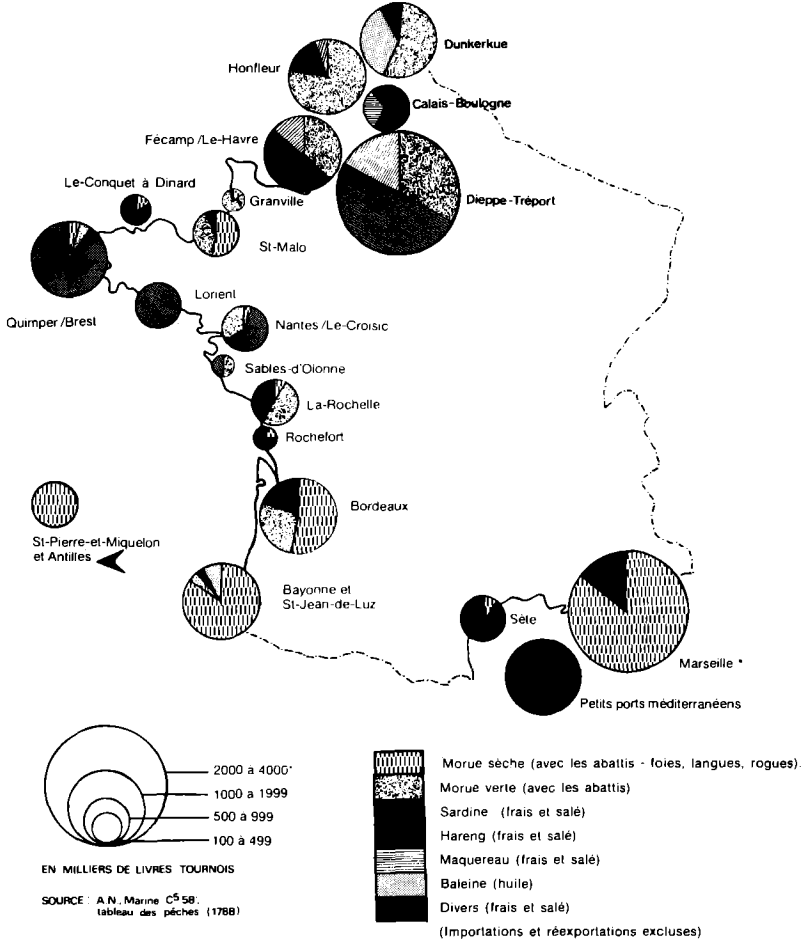 Dunkerkue
Honfleur
Calais-Boulogne
Fécamp/Le-Havre
Le-Conquet à Dinard
Granville
Dieppe-Tréport
St-Malo
Lorient
Quimper/Brest
Nantes/Le-Croisic
Sables-d'Olonne
La-Rochelle
Rochefort
Bordeaux
St-Pierre-et-Miquelon
et Antilles
Bayonne et
St-Jean-de-Luz
Sète
Marseille *
Petits ports méditerranéens
2000 à 4000*
1000 à 1999
500 à 999
100 à 499
EN MILLIERS DE LIVRES TOURNOIS
SOURCE : A.N., Marine C5 58,
tableau des pêches (1788)
Morue sèche (avec les abattis - foies, langues, rogues).
Morue verte (avec les abattis)
Sardine (frais et salé)
Hareng (frais et salé)
Maquereau (frais et salé)
Baleine (huile)
Divers (frais et salé)
(Importations et réexportations excluses)